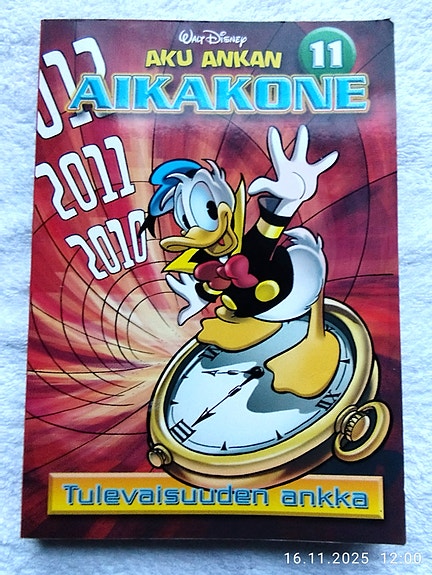 WALT DISNEY
AKU ANKAN
11
AIKAKONE
2011
2010
Tulevaisuuden ankka
16.11.2025 12:00